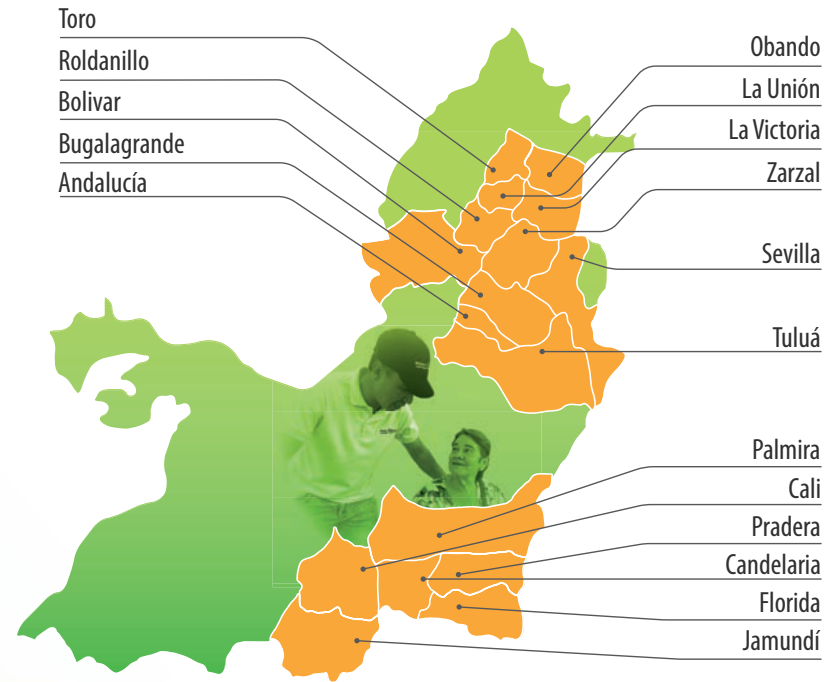 Toro
Roldanillo
Bolivar
Bugalagrande
Andalucía
Obando
La Unión
La Victoria
Zarzal
Sevilla
Tuluá
Palmira
Cali
Pradera
Candelaria
Florida
Jamundí